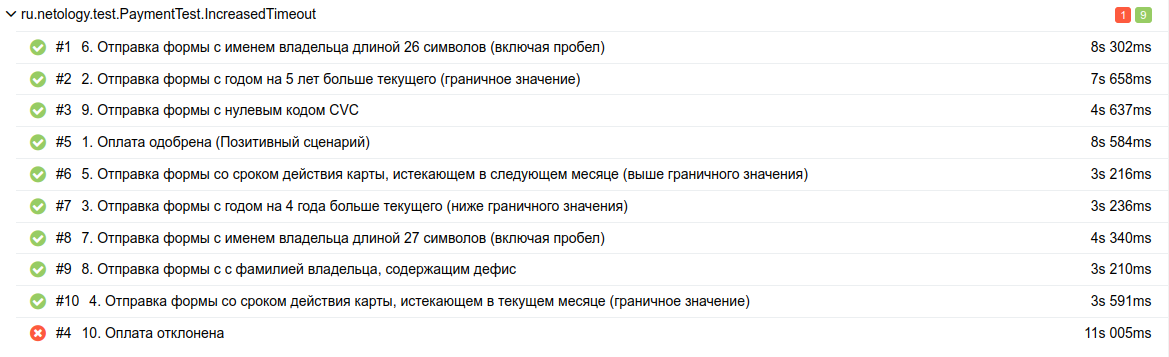 ru.netology.test.PaymentTest.IncreasedTimeout 1 9
#1 6. Отправка формы с именем владельца длиной 26 символов (включая пробел) 8s 302ms
#2 2. Отправка формы с годом на 5 лет больше текущего (граничное значение) 7s 658ms
#3 9. Отправка формы с нулевым кодом CVC 4s 637ms
#5 1. Оплата одобрена (Позитивный сценарий) 8s 584ms
#6 5. Отправка формы со сроком действия карты, истекающем в следующем месяце (выше граничного значения) 3s 216ms
#7 3. Отправка формы с годом на 4 года больше текущего (ниже граничного значения) 3s 236ms
#8 7. Отправка формы с именем владельца длиной 27 символов (включая пробел) 4s 340ms
#9 8. Отправка формы с с фамилией владельца, содержащим дефис 3s 210ms
#10 4. Отправка формы со сроком действия карты, истекающем в текущем месяце (граничное значение) 3s 591ms
#4 10. Оплата отклонена 11s 005ms